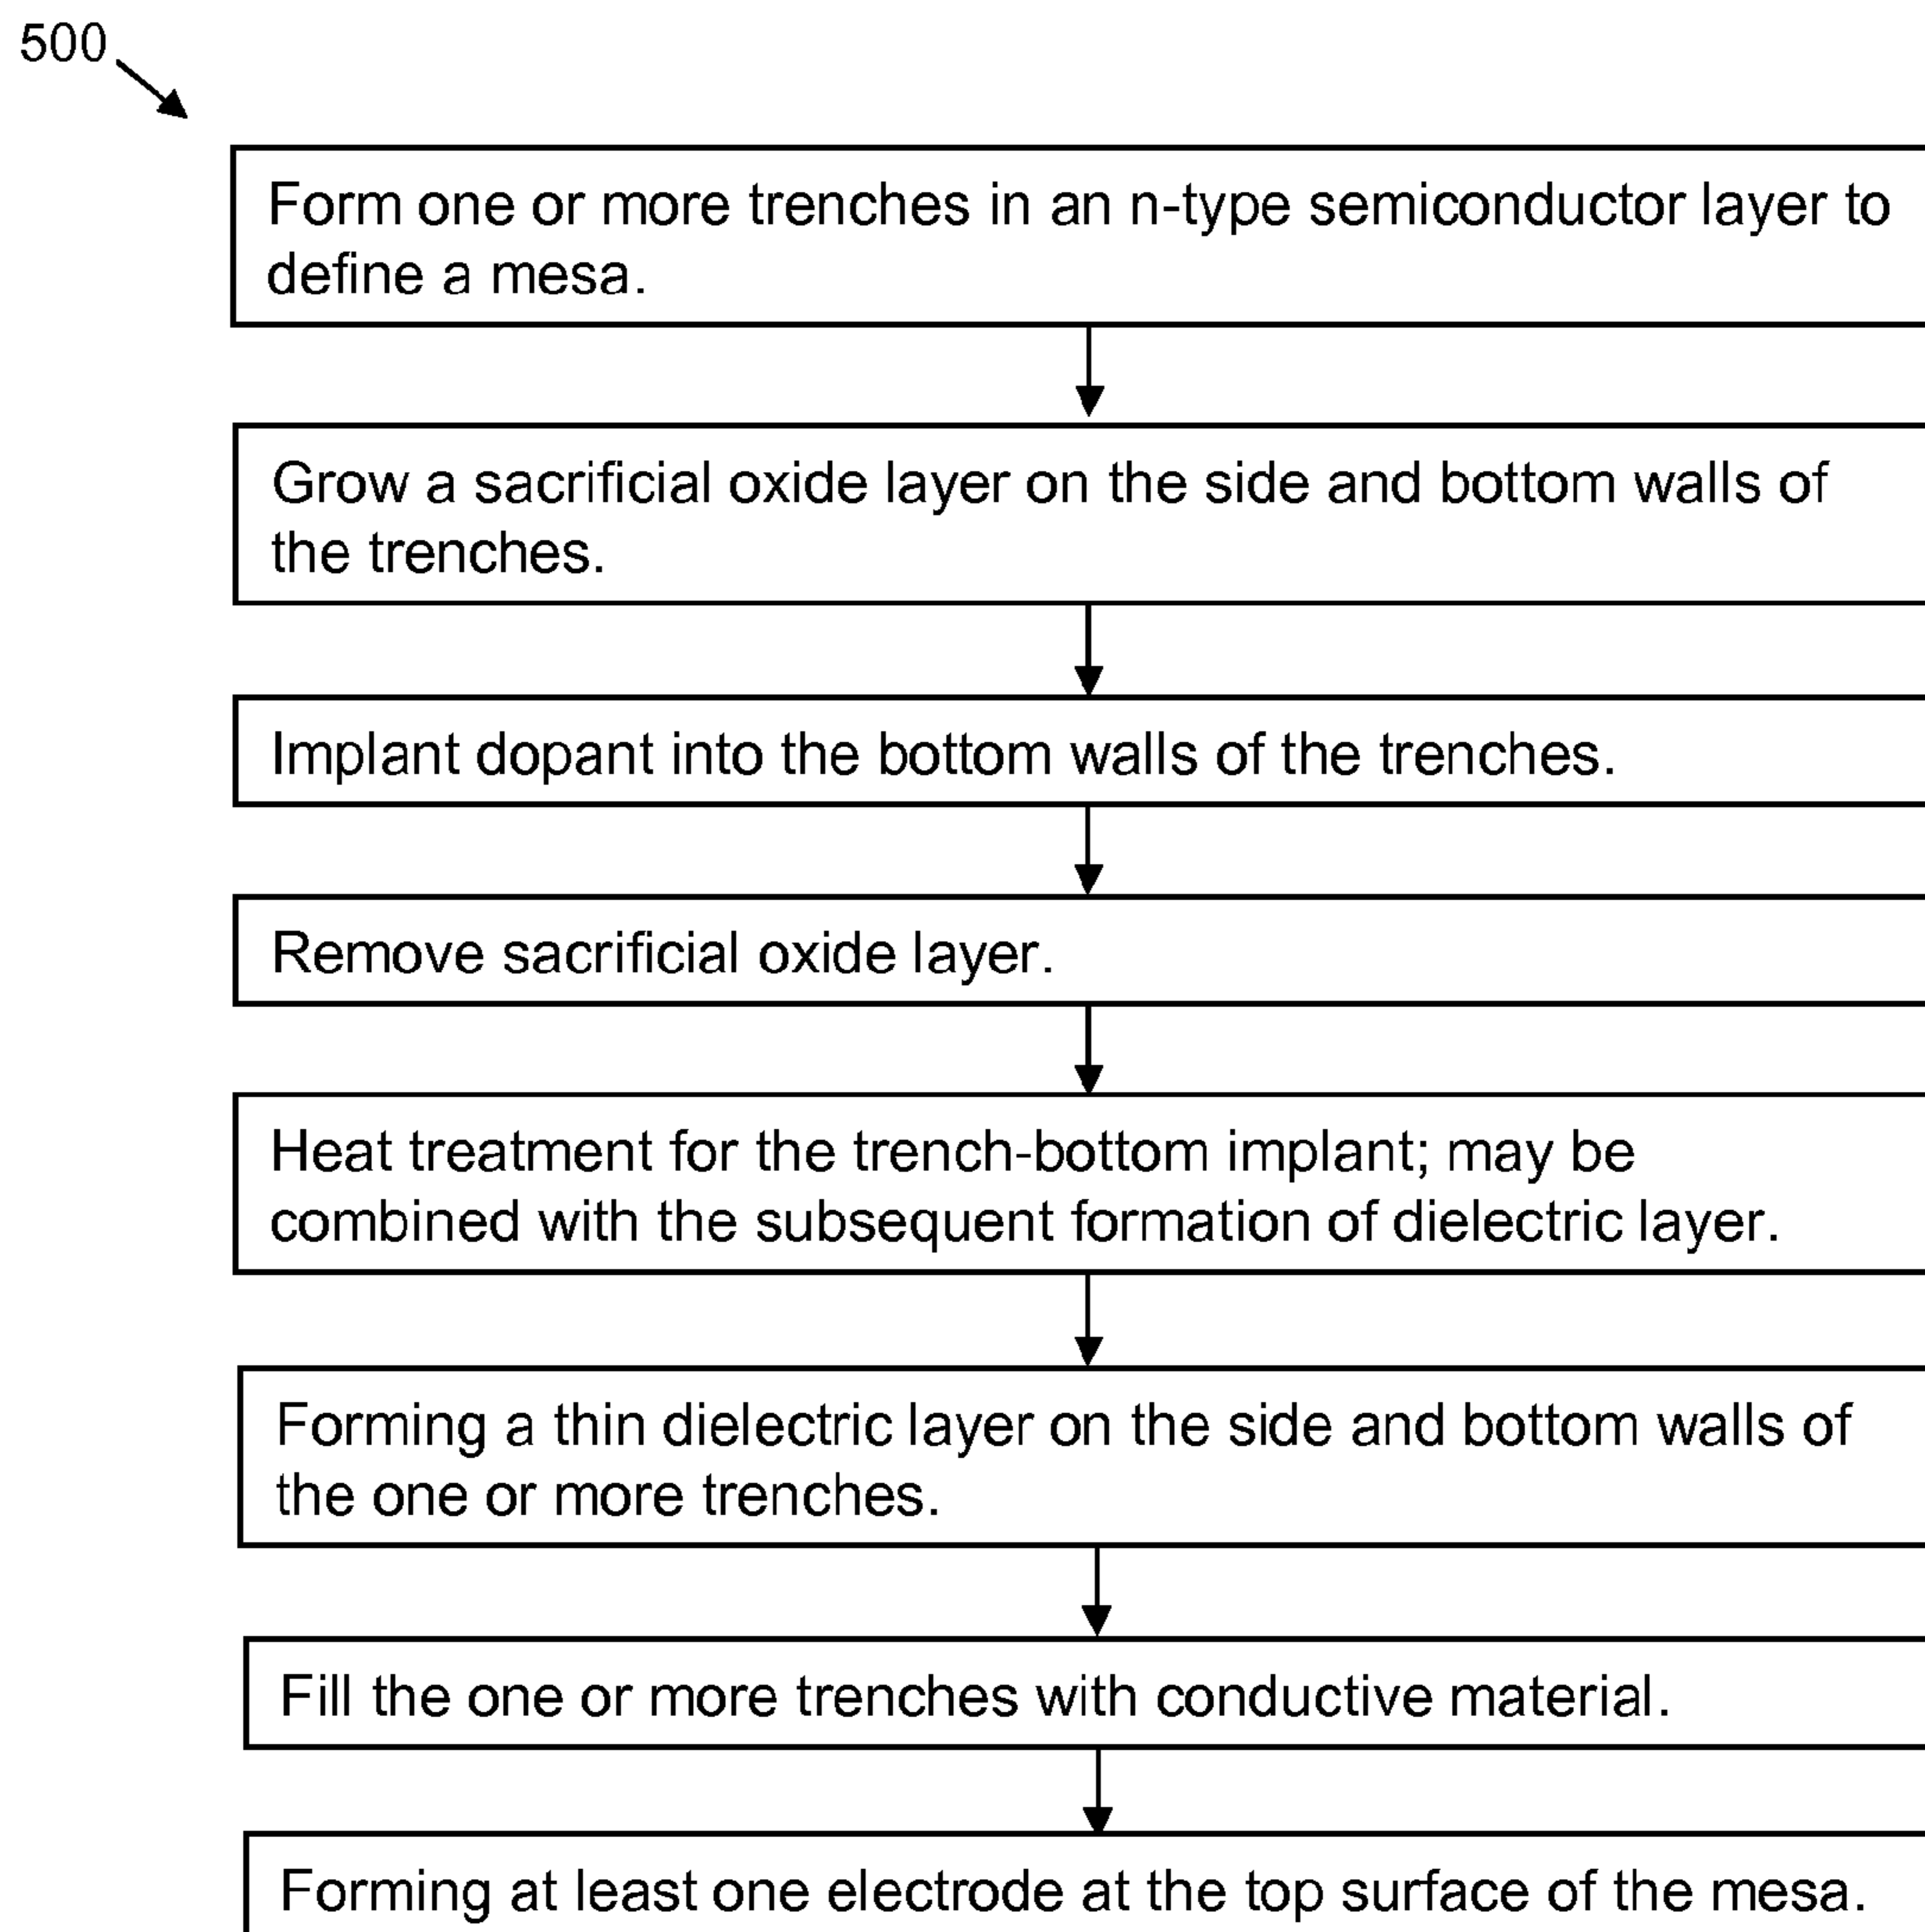 500
Form one or more trenches in an n-type semiconductor layer to
define a mesa.
Grow a sacrificial oxide layer on the side and bottom walls of
the trenches.
Implant dopant into the bottom walls of the trenches.
Remove sacrificial oxide layer.
Heat treatment for the trench-bottom implant; may be
combined with the subsequent formation of dielectric layer.
Forming a thin dielectric layer on the side and bottom walls of
the one or more trenches.
Fill the one or more trenches with conductive material.
Forming at least one electrode at the top surface of the mesa.